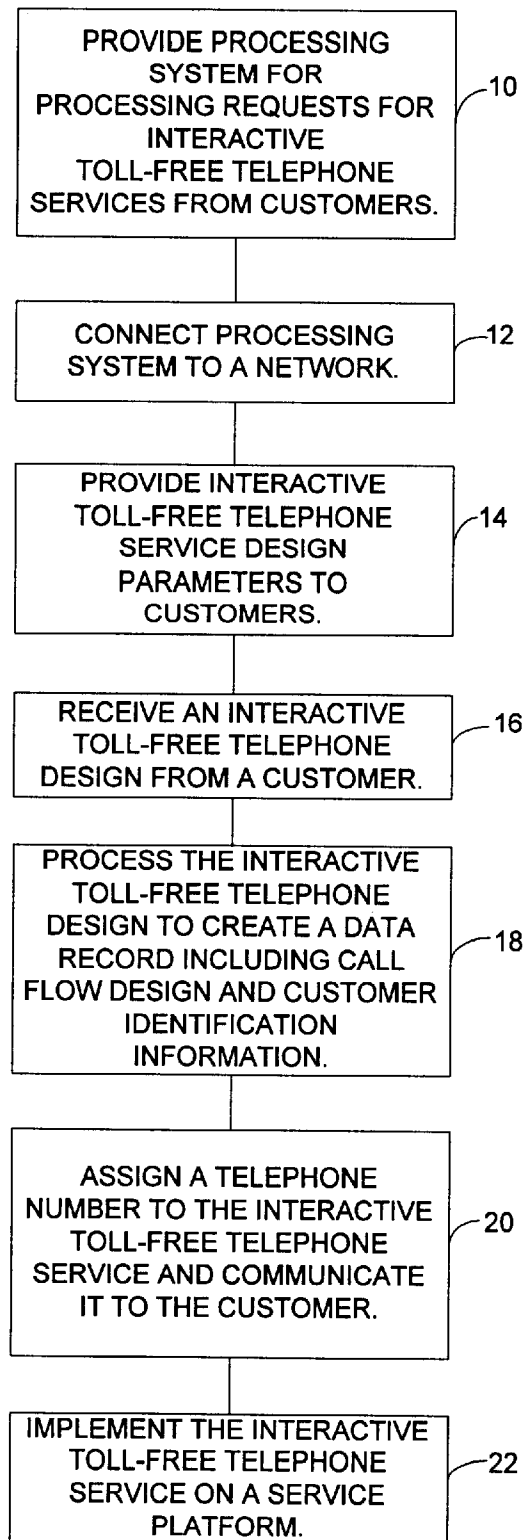 PROVIDE PROCESSING
SYSTEM FOR
PROCESSING REQUESTS FOR
INTERACTIVE
TOLL-FREE TELEPHONE
SERVICES FROM CUSTOMERS.
10
CONNECT PROCESSING
SYSTEM TO A NETWORK.
12
PROVIDE INTERACTIVE
TOLL-FREE TELEPHONE
SERVICE DESIGN
PARAMETERS TO
CUSTOMERS.
14
RECEIVE AN INTERACTIVE
TOLL-FREE TELEPHONE
DESIGN FROM A CUSTOMER.
16
PROCESS THE INTERACTIVE
TOLL-FREE TELEPHONE
DESIGN TO CREATE A DATA
RECORD INCLUDING CALL
FLOW DESIGN AND CUSTOMER
IDENTIFICATION
INFORMATION.
18
ASSIGN A TELEPHONE
NUMBER TO THE INTERACTIVE
TOLL-FREE TELEPHONE
SERVICE AND COMMUNICATE
IT TO THE CUSTOMER.
20
IMPLEMENT THE INTERACTIVE
TOLL-FREE TELEPHONE
SERVICE ON A SERVICE
PLATFORM.
22